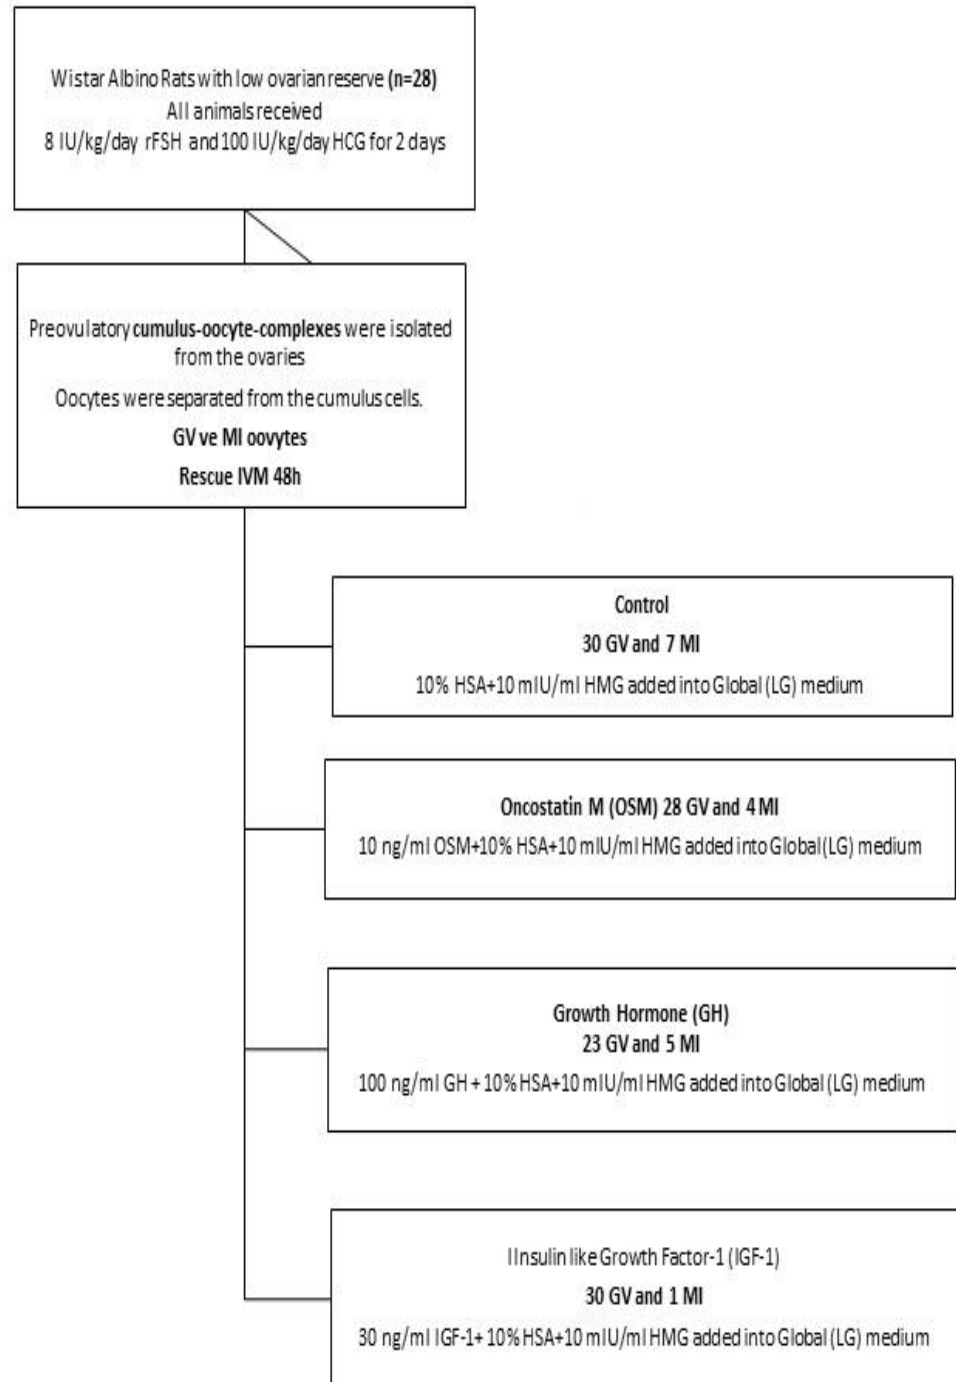 Wistar Albino Rats with low ovarian reserve (n=28)
All animals received
8 IU/kg/day rFSH and 100 IU/kg/day HCG for 2 days
Preovulatory cumulus-oocyte-complexes were isolated
from the ovaries
Oocytes were separated from the cumulus cells.
GV ve MI oovytes
Rescue IVM 48h
Control
30 GV and 7 MI
10% HSA+10 mIU/ml HMG added into Global (LG) medium
Oncostatin M (OSM) 28 GV and 4 MI
10 ng/ml OSM+10% HSA+10 mIU/ml HMG added into Global (LG) medium
Growth Hormone (GH)
23 GV and 5 MI
100 ng/ml GH + 10% HSA+10 mIU/ml HMG added into Global (LG) medium
IInsulin like Growth Factor-1 (IGF-1)
30 GV and 1 MI
30 ng/ml IGF-1+ 10% HSA+10 mIU/ml HMG added into Global (LG) medium